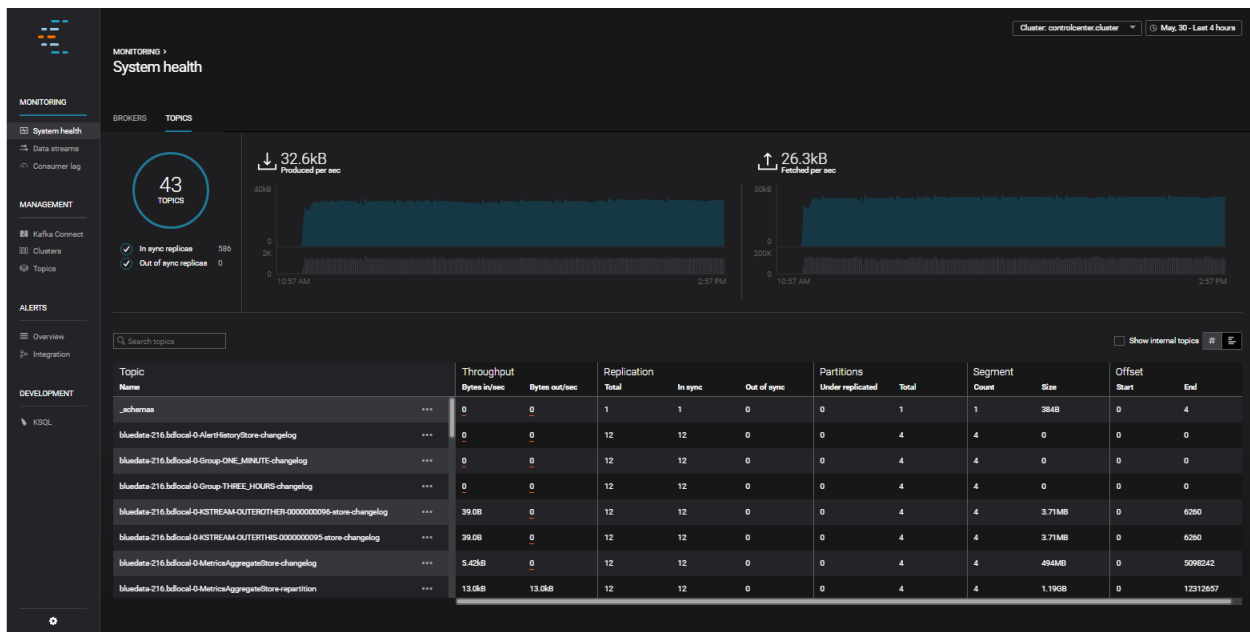 Cluster: controlcenter.cluster
May, 30 - Last 4 hours
MONITORING >
System health
MONITORING
System health
Data streams
Consumer lag
MANAGEMENT
Kafka Connect
Clusters
Topics
ALERTS
Overview
Integration
DEVELOPMENT
KSQL
BROKERS TOPICS
43
TOPICS
In sync replicas 586
Out of sync replicas 0
32.6kB
Produced per sec
40kB
0
2K
0
10:57 AM 2:57 PM
26.3kB
Fetched per sec
30kB
0
200K
0
10:57 AM 2:57 PM
Search topics
Show internal topics #
Topic Throughput Replication Partitions Segment Offset
Name Bytes in/sec Bytes out/sec Total In sync Out of sync Under replicated Total Count Size Start End
_schemas ••• 0 0 1 1 0 0 1 1 384B 0 4
bluedata-216.bdlocal-0-AlertHistoryStore-changelog ••• 0 0 12 12 0 0 4 4 0 0 0
bluedata-216.bdlocal-0-Group-ONE_MINUTE-changelog ••• 0 0 12 12 0 0 4 4 0 0 0
bluedata-216.bdlocal-0-Group-THREE_HOURS-changelog ••• 0 0 12 12 0 0 4 4 0 0 0
bluedata-216.bdlocal-0-KSTREAM-OUTEROTHER-0000000096-store-changelog ••• 39.0B 0 12 12 0 0 4 4 3.71MB 0 6260
bluedata-216.bdlocal-0-KSTREAM-OUTERTHIS-0000000095-store-changelog ••• 39.0B 0 12 12 0 0 4 4 3.71MB 0 6260
bluedata-216.bdlocal-0-MetricsAggregateStore-changelog ••• 5.42kB 0 12 12 0 0 4 4 494MB 0 5098242
bluedata-216.bdlocal-0-MetricsAggregateStore-repartition ••• 13.0kB 13.0kB 12 12 0 0 4 4 1.19GB 0 12312657